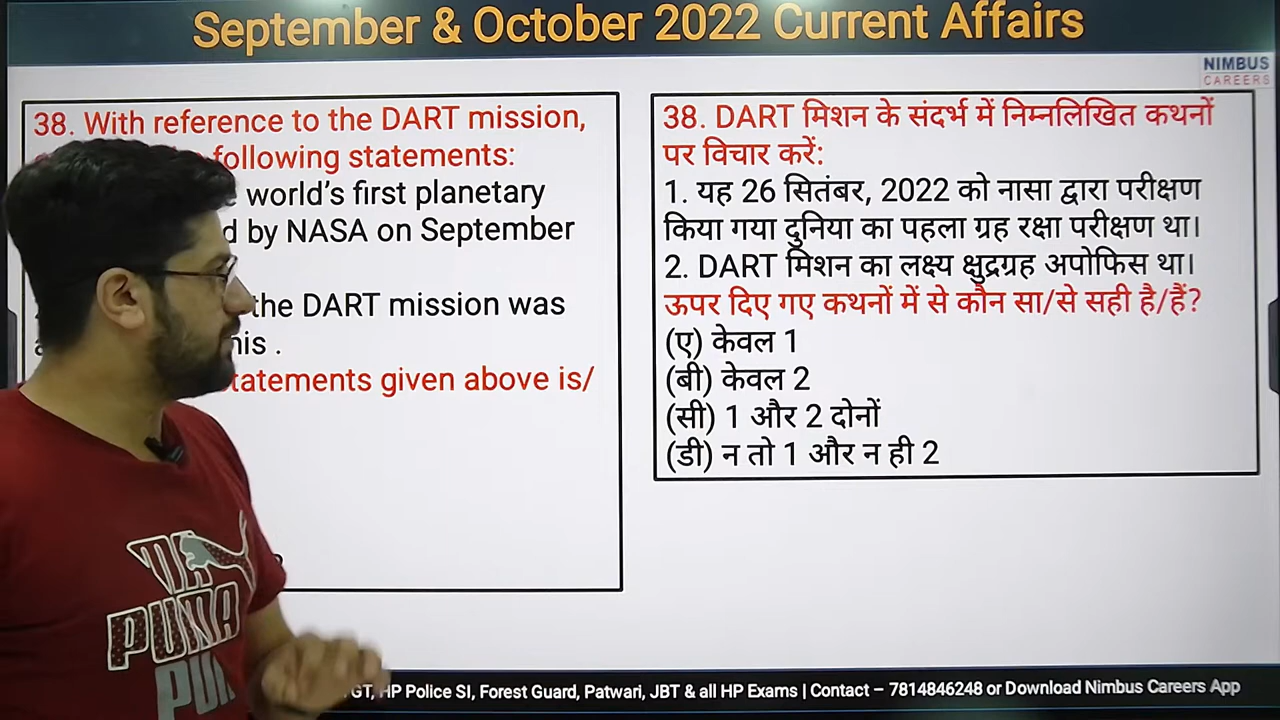 September & October 2022 Current Affairs
NIMBUS
CAREERS
38. With reference to the DART mission,
following statements:
world's first planetary
by NASA on September
the DART mission was
statements given above is/
38. DART मिशन के संदर्भ में निम्नलिखित कथनों
पर विचार करें:
1. यह 26 सितंबर, 2022 को नासा द्वारा परीक्षण
किया गया दुनिया का पहला ग्रह रक्षा परीक्षण था।
2. DART मिशन का लक्ष्य क्षुद्रग्रह अपोफिस था।
ऊपर दिए गए कथनों में से कौन सा/से सही है/हैं?
(ए) केवल 1
(बी) केवल 2
(सी) 1 और 2 दोनों
(डी) न तो 1 और न ही 2
PUMA
HP Police SI, Forest Guard, Patwari, JBT & all HP Exams | Contact – 7814846248 or Download Nimbus Careers App